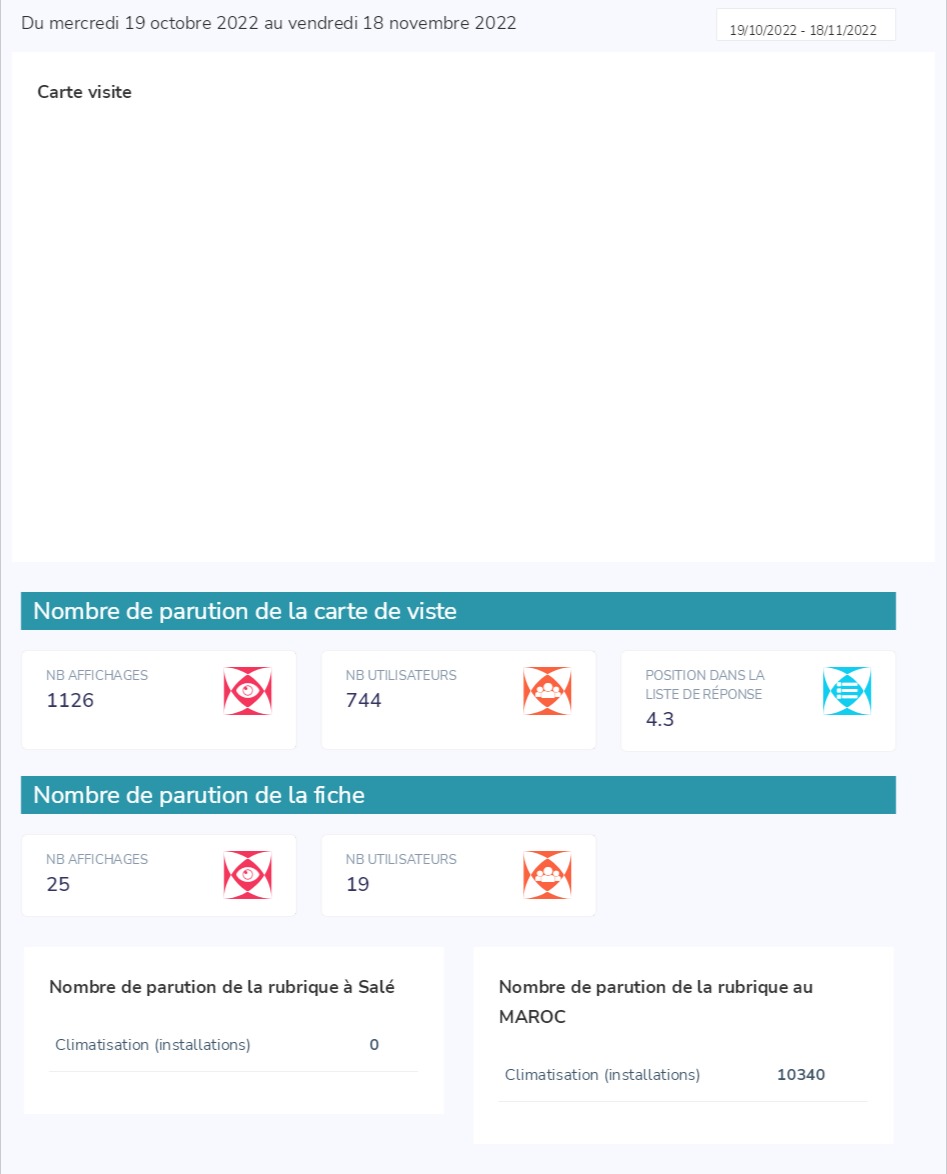 Du mercredi 19 octobre 2022 au vendredi 18 novembre 2022
19/10/2022 - 18/11/2022
Carte visite
Nombre de parution de la carte de viste
NB AFFICHAGES
1126
NB UTILISATEURS
744
POSITION DANS LA
LISTE DE RÉPONSE
4.3
Nombre de parution de la fiche
NB AFFICHAGES
25
NB UTILISATEURS
19
Nombre de parution de la rubrique à Salé
Climatisation (installations) 0
Nombre de parution de la rubrique au
MAROC
Climatisation (installations) 10340